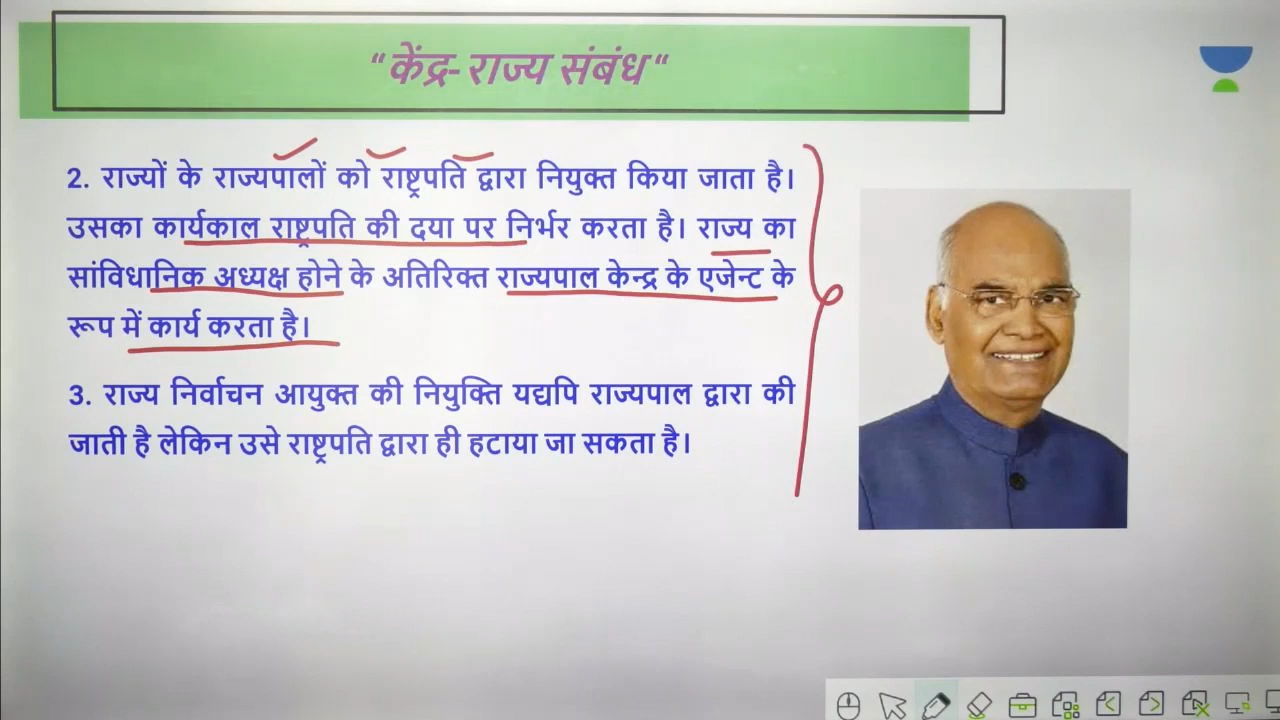 “केंद्र-राज्य संबंध“
2. राज्यों के राज्यपालों को राष्ट्रपति द्वारा नियुक्त किया जाता है।
उसका कार्यकाल राष्ट्रपति की दया पर निर्भर करता है। राज्य का
सांविधानिक अध्यक्ष होने के अतिरिक्त राज्यपाल केन्द्र के एजेन्ट के
रूप में कार्य करता है।
3. राज्य निर्वाचन आयुक्त की नियुक्ति यद्यपि राज्यपाल द्वारा की
जाती है लेकिन उसे राष्ट्रपति द्वारा ही हटाया जा सकता है।